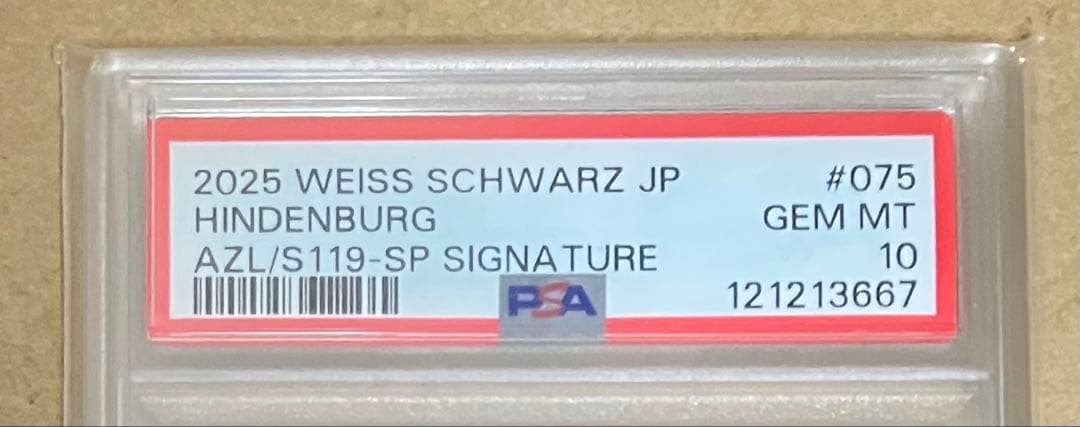 2025 WEISS SCHWARZ JP #075
HINDENBURG GEM MT
AZL/S119-SP SIGNATURE 10
PSA 121213667